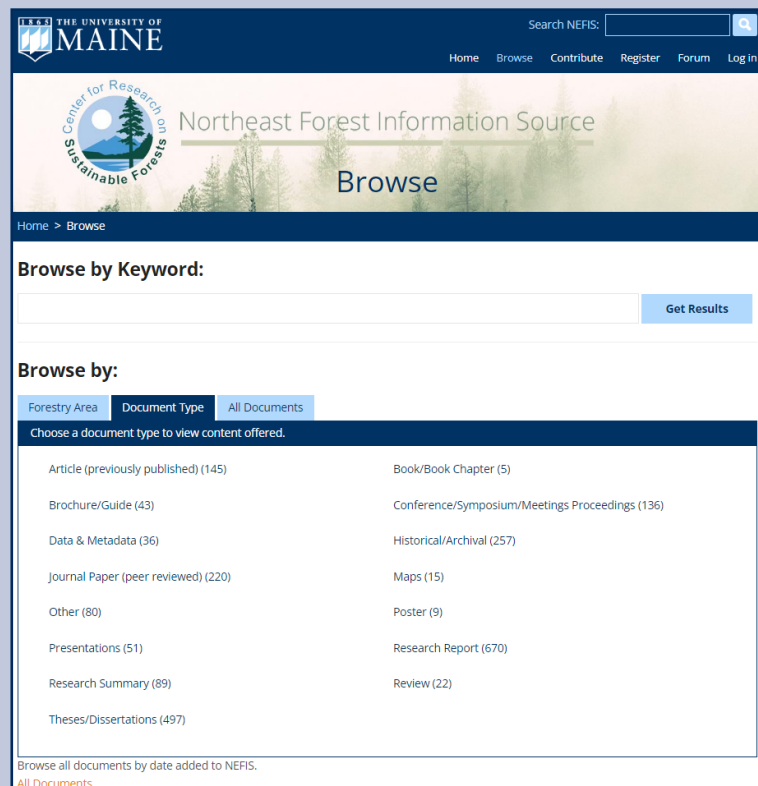 1865 THE UNIVERSITY OF
MAINE
Search NEFIS:
Home Browse Contribute Register Forum Log in
Center for Research on Sustainable Forests
Northeast Forest Information Source
Browse
Home > Browse
Browse by Keyword:
Get Results
Browse by:
Forestry Area Document Type All Documents
Choose a document type to view content offered.
Article (previously published) (145) Book/Book Chapter (5)
Brochure/Guide (43) Conference/Symposium/Meetings Proceedings (136)
Data & Metadata (36) Historical/Archival (257)
Journal Paper (peer reviewed) (220) Maps (15)
Other (80) Poster (9)
Presentations (51) Research Report (670)
Research Summary (89) Review (22)
Theses/Dissertations (497)
Browse all documents by date added to NEFIS.
All Documents